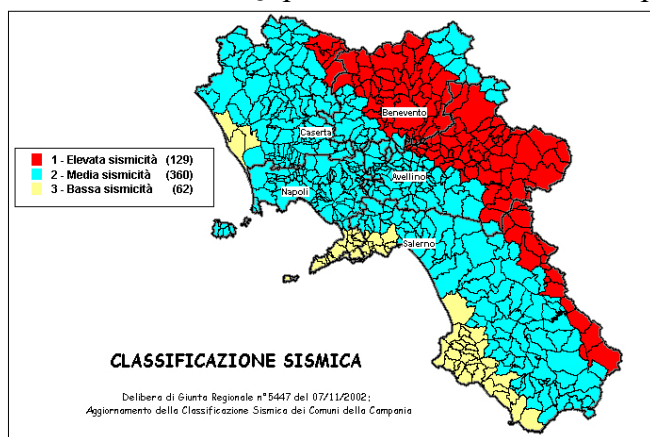 Benevento
Caserta
1 - Elevata sismicità (129)
2 - Media sismicità (360)
3 - Bassa sismicità (62)
Avellino
Napoli
Salerno
CLASSIFICAZIONE SISMICA
Delibera di Giunta Regionale n°5447 del 07/11/2002:
Aggiornamento della Classificazione Sismica dei Comuni della Campania